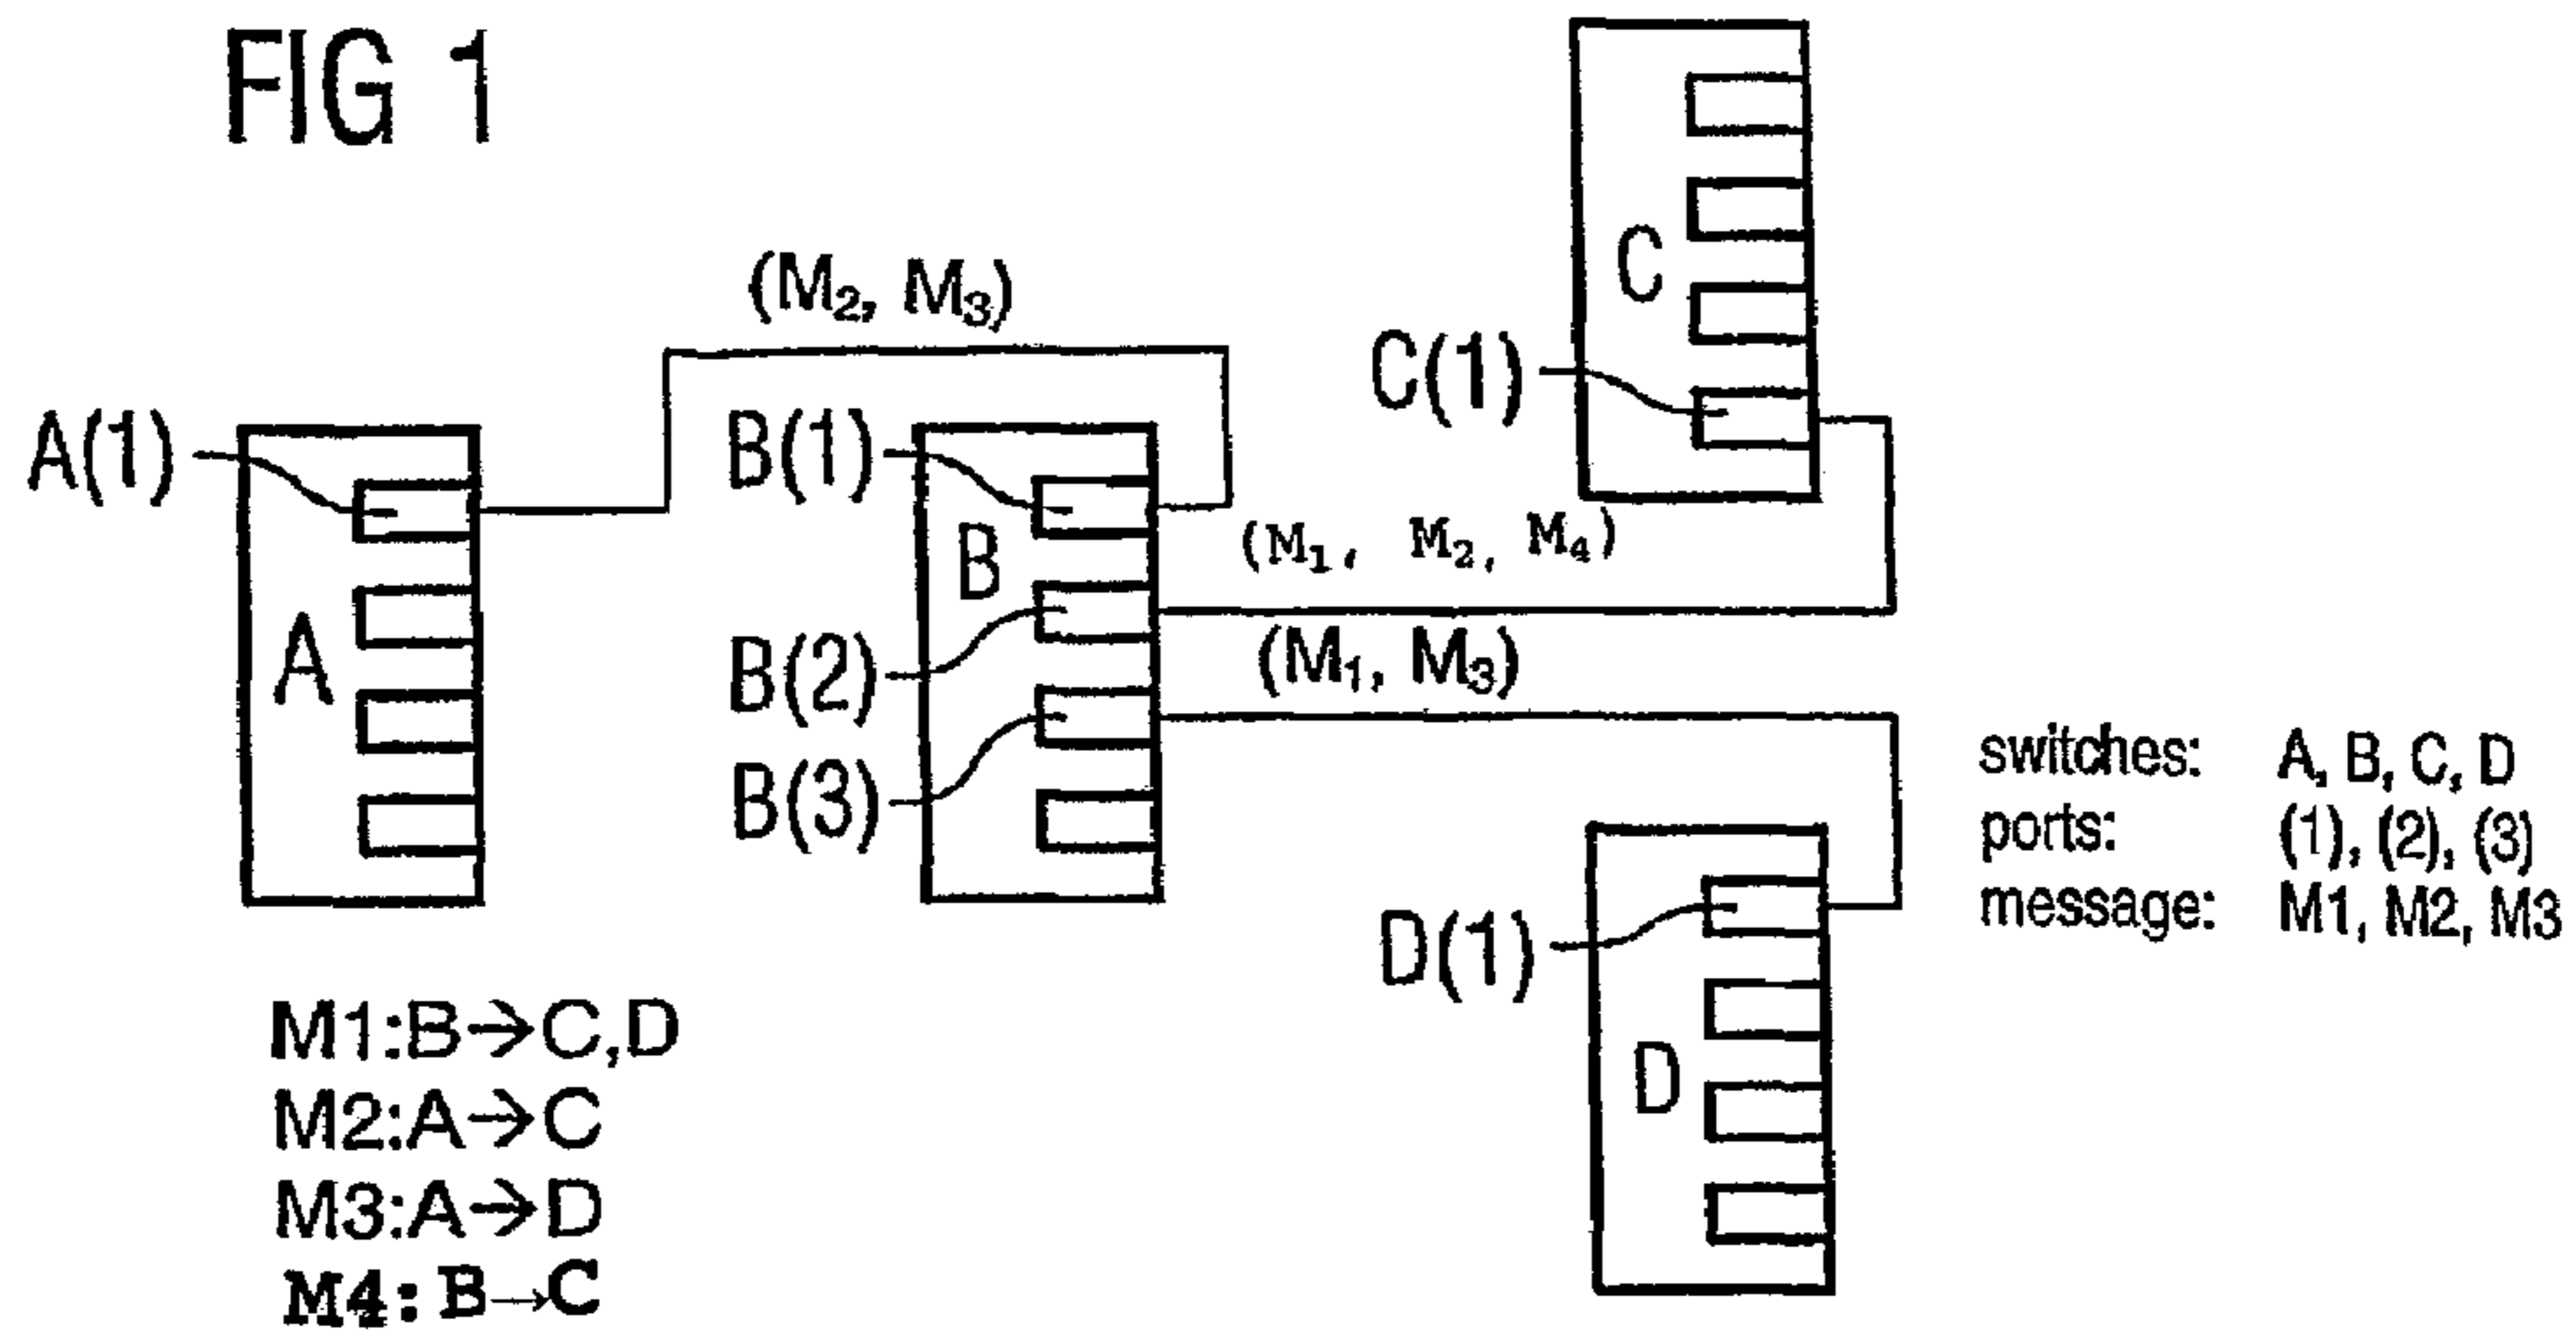 FIG 1
C
(M₂, M₃)
C(1)
A(1)
B(1)
B
(M₁, M₂, M₄)
A
B(2)
(M₁, M₃)
B(3)
switches: A, B, C, D
ports: (1), (2), (3)
message: M1, M2, M3
D(1)
D
M1:B→C,D
M2:A→C
M3:A→D
M4:B→C